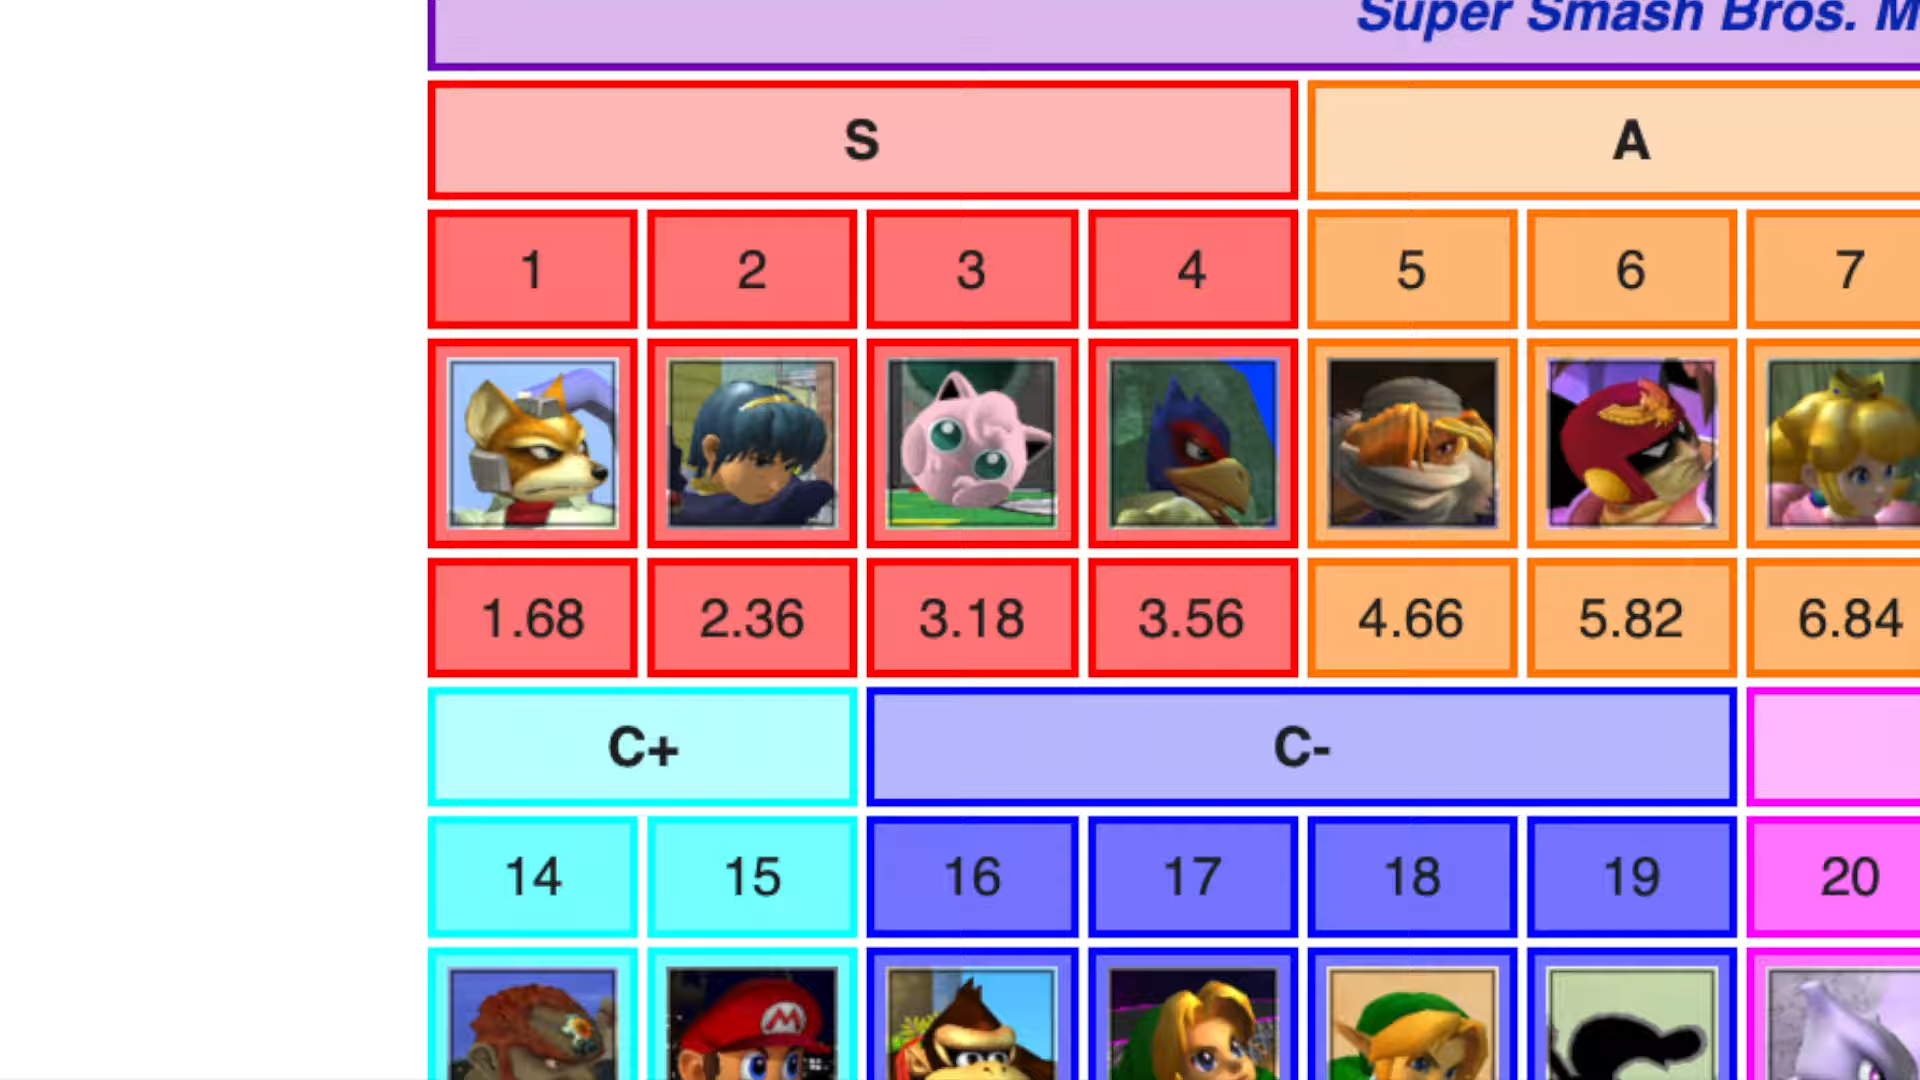 Super Smash Bros. M
S A
1 2 3 4 5 6 7
1.68 2.36 3.18 3.56 4.66 5.82 6.84
C+ C-
14 15 16 17 18 19 20
M